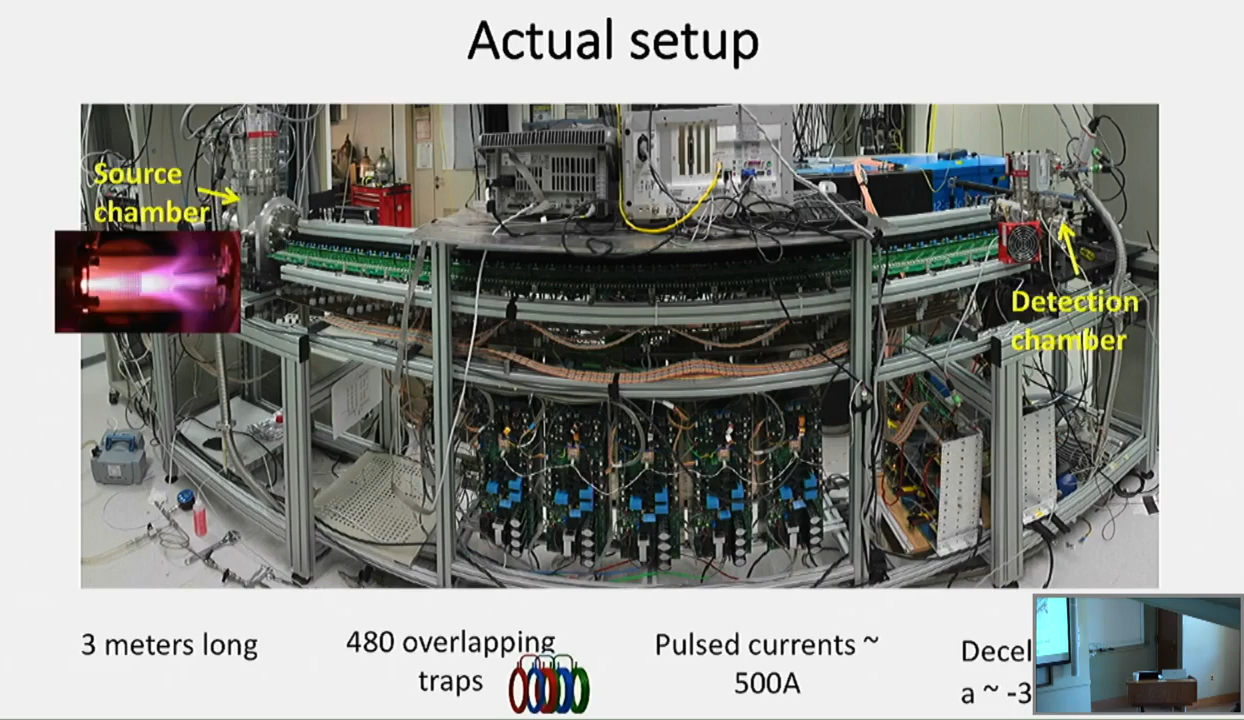 Actual setup
Source
chamber
Detection
chamber
3 meters long
480 overlapping
traps
Pulsed currents ~
500A
Decel
a ~ -3